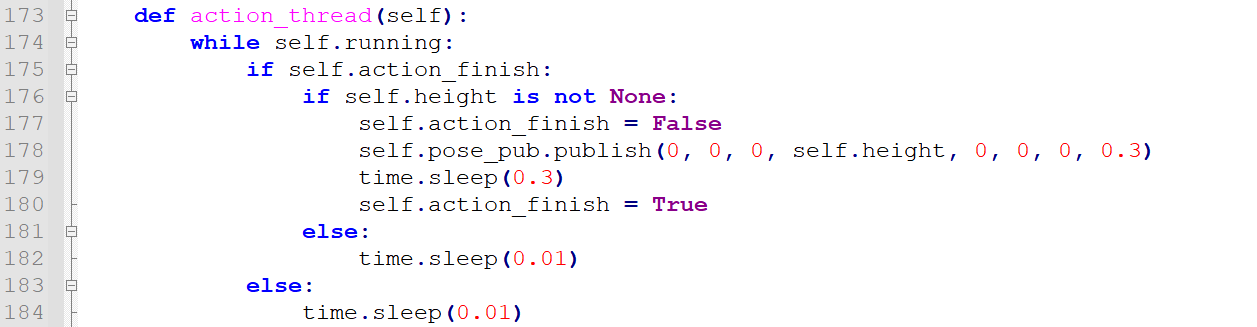 173     def action_thread(self):
174         while self.running:
175             if self.action_finish:
176                 if self.height is not None:
177                     self.action_finish = False
178                     self.pose_pub.publish(0, 0, 0, self.height, 0, 0, 0, 0.3)
179                     time.sleep(0.3)
180                     self.action_finish = True
181                 else:
182                     time.sleep(0.01)
183             else:
184                 time.sleep(0.01)